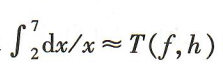 ∫₂⁷ dx/x ≈ T(f,h)